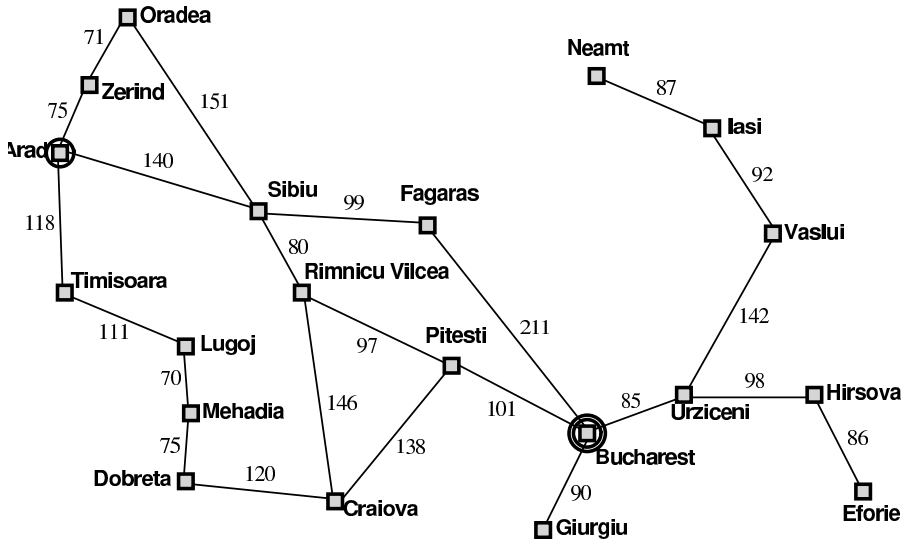 Oradea
71
Neamt
Zerind
87
151
75
Iasi
Arad
140
92
Sibiu
99
Fagaras
118
80
Vaslui
Timisoara
Rimnicu Vilcea
111
Lugoj
97
Pitesti
211
142
70
Mehadia
146
101
85
98
Hirsova
Urziceni
75
138
86
Dobreta
120
Bucharest
90
Craiova
Giurgiu
Eforie